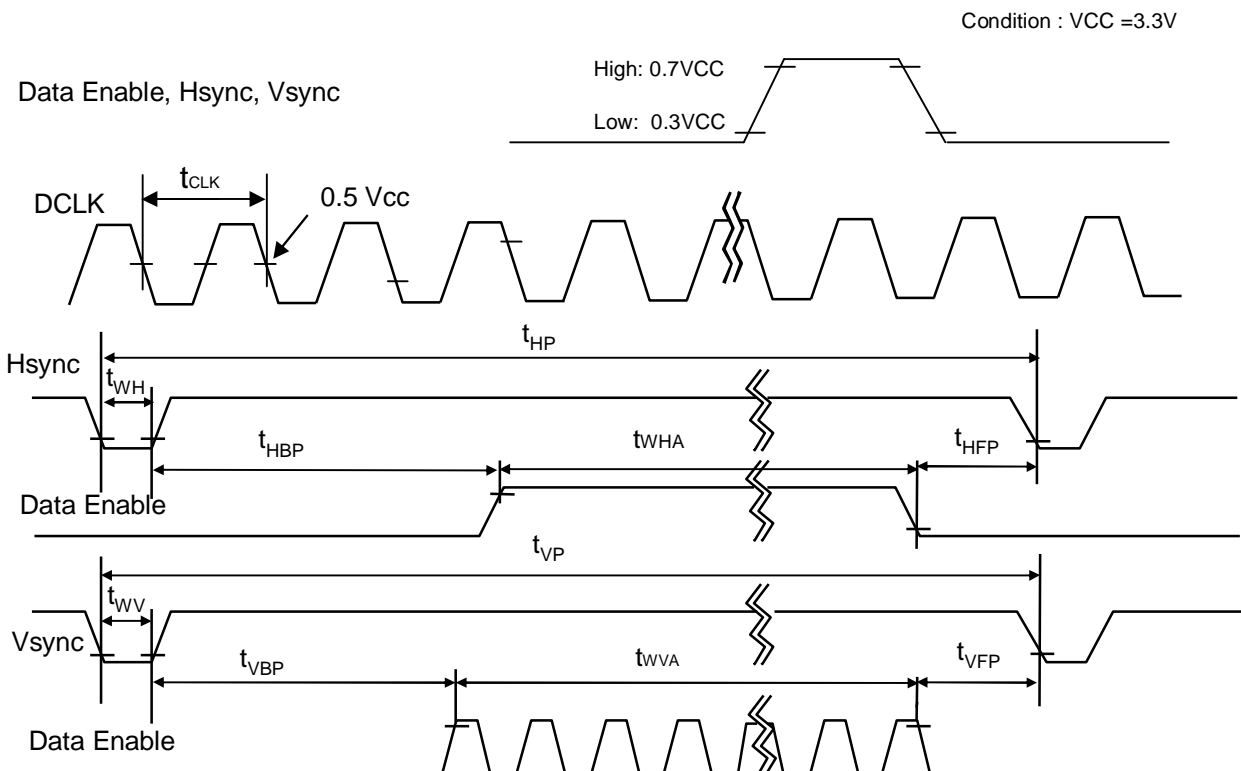 Condition : VCC =3.3V
High: 0.7VCC
Data Enable, Hsync, Vsync
Low: 0.3VCC
tCLK
0.5 Vcc
DCLK
tHP
Hsync
tWH
tHBP
tWHA
tHFP
Data Enable
tVP
tWV
Vsync
tVBP
tWVA
tVFP
Data Enable